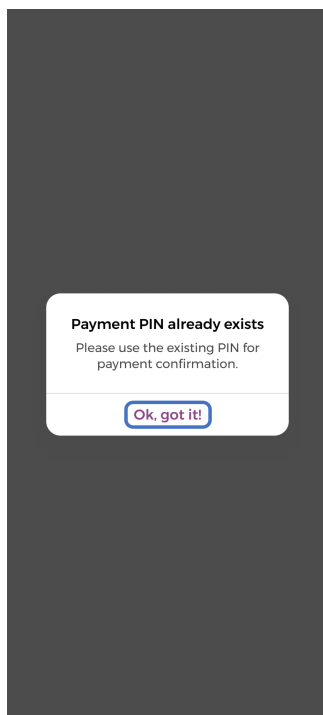 Payment PIN already exists
Please use the existing PIN for
payment confirmation.
Ok, got it!